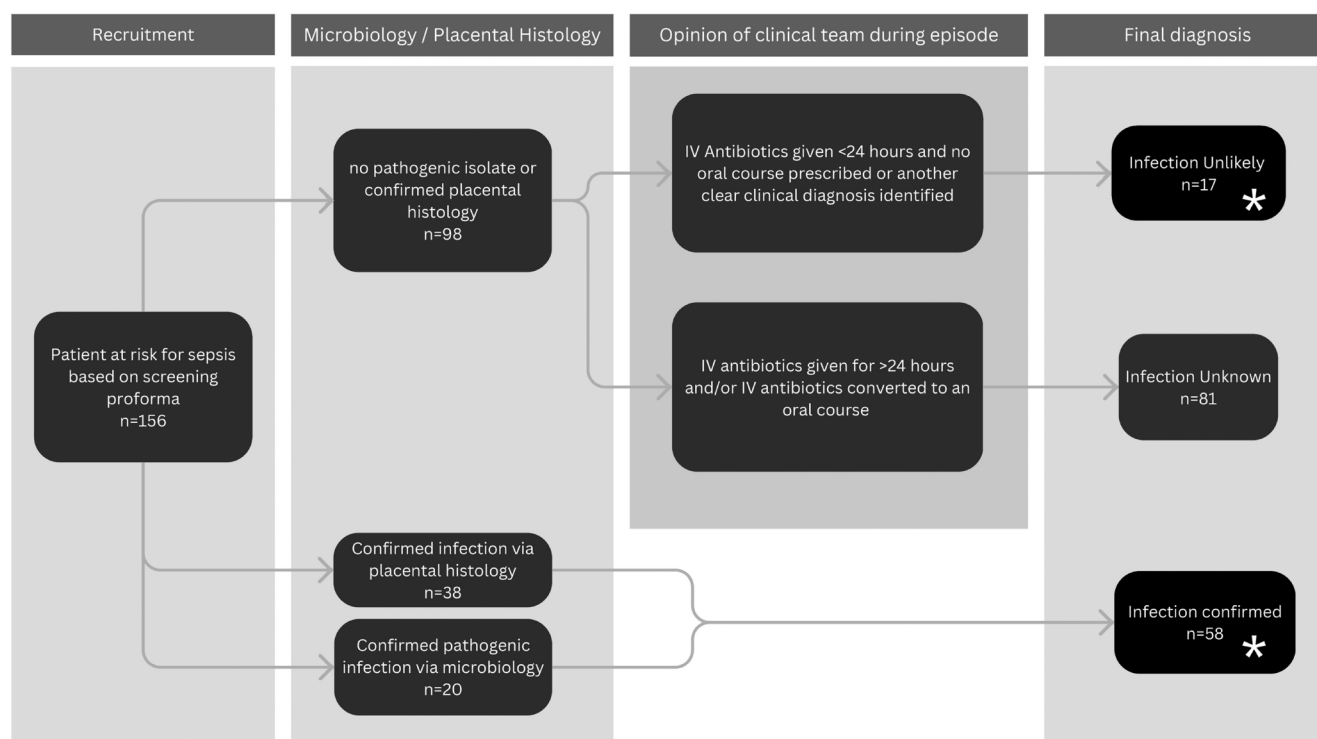 Recruitment
Microbiology / Placental Histology
Opinion of clinical team during episode
Final diagnosis
Patient at risk for sepsis
based on screening
proforma
n=156
no pathogenic isolate or
confirmed placental
histology
n=98
Confirmed infection via
placental histology
n=38
Confirmed pathogenic
infection via microbiology
n=20
IV Antibiotics given <24 hours and no
oral course prescribed or another
clear clinical diagnosis identified
IV antibiotics given for >24 hours
and/or IV antibiotics converted to an
oral course
Infection Unlikely
n=17
*
Infection Unknown
n=81
Infection confirmed
n=58
*